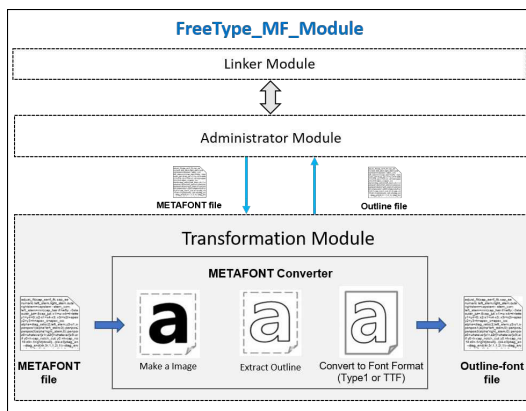 FreeType_MF_Module
Linker Module
Administrator Module
METAFONT file
Outline file
Transformation Module
METAFONT Converter
a a a
Make a Image
Extract Outline
Convert to Font Format
(Type1 or TTF)
METAFONT
file
Outline-font
file